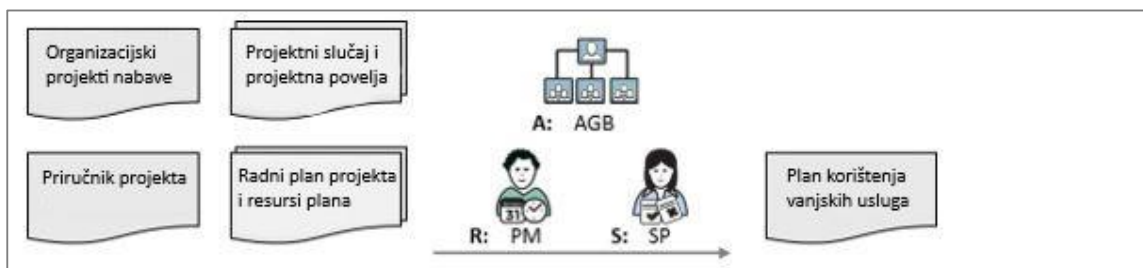 Organizacijski
projekti nabave
Projektni slučaj i
projektna povelja
A: AGB
Priručnik projekta
Radni plan projekta
i resursi plana
31
R: PM
S: SP
Plan korištenja
vanjskih usluga